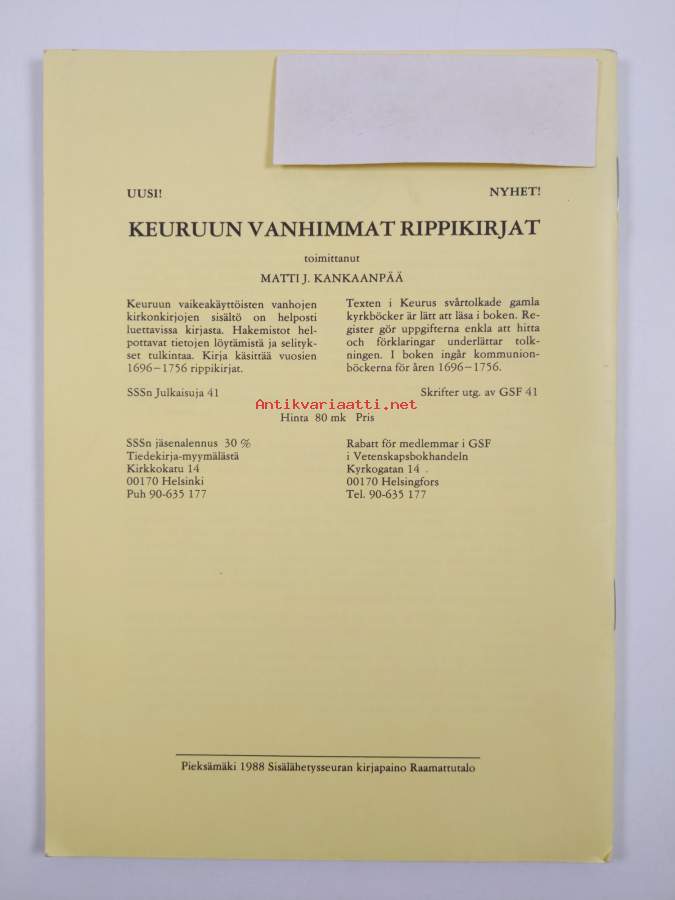 UUSI!
NYHET!
KEURUUN VANHIMMAT RIPPIKIRJAT
toimittanut
MATTI J. KANKAANPÄÄ
Keuruun vaikeakäyttöisten vanhojen
kirkonkirjojen sisältö on helposti
luettavissa kirjasta. Hakemistot hel-
pottavat tietojen löytämistä ja selityk-
set tulkintaa. Kirja käsittää vuosien
1696–1756 rippikirjat.
Texten i Keurus svårtolkade gamla
kyrkböcker är lätt att läsa i boken. Re-
gister gör uppgifterna enkla att hitta
och förklaringar underlättar tolk-
ningen. I boken ingår kommunion-
böckerna för åren 1696–1756.
SSSn Julkaisuja 41
Skrifter utg. av GSF 41
Antikvariaatti.net
Hinta 80 mk Pris
SSSn jäsenalennus 30 %
Tiedekirja-myymälästä
Kirkkokatu 14
00170 Helsinki
Puh 90-635 177
Rabatt för medlemmar i GSF
i Vetenskapsbokhandeln
Kyrkogatan 14
00170 Helsingfors
Tel. 90-635 177
Pieksämäki 1988 Sisälähetysseuran kirjapaino Raamattutalo